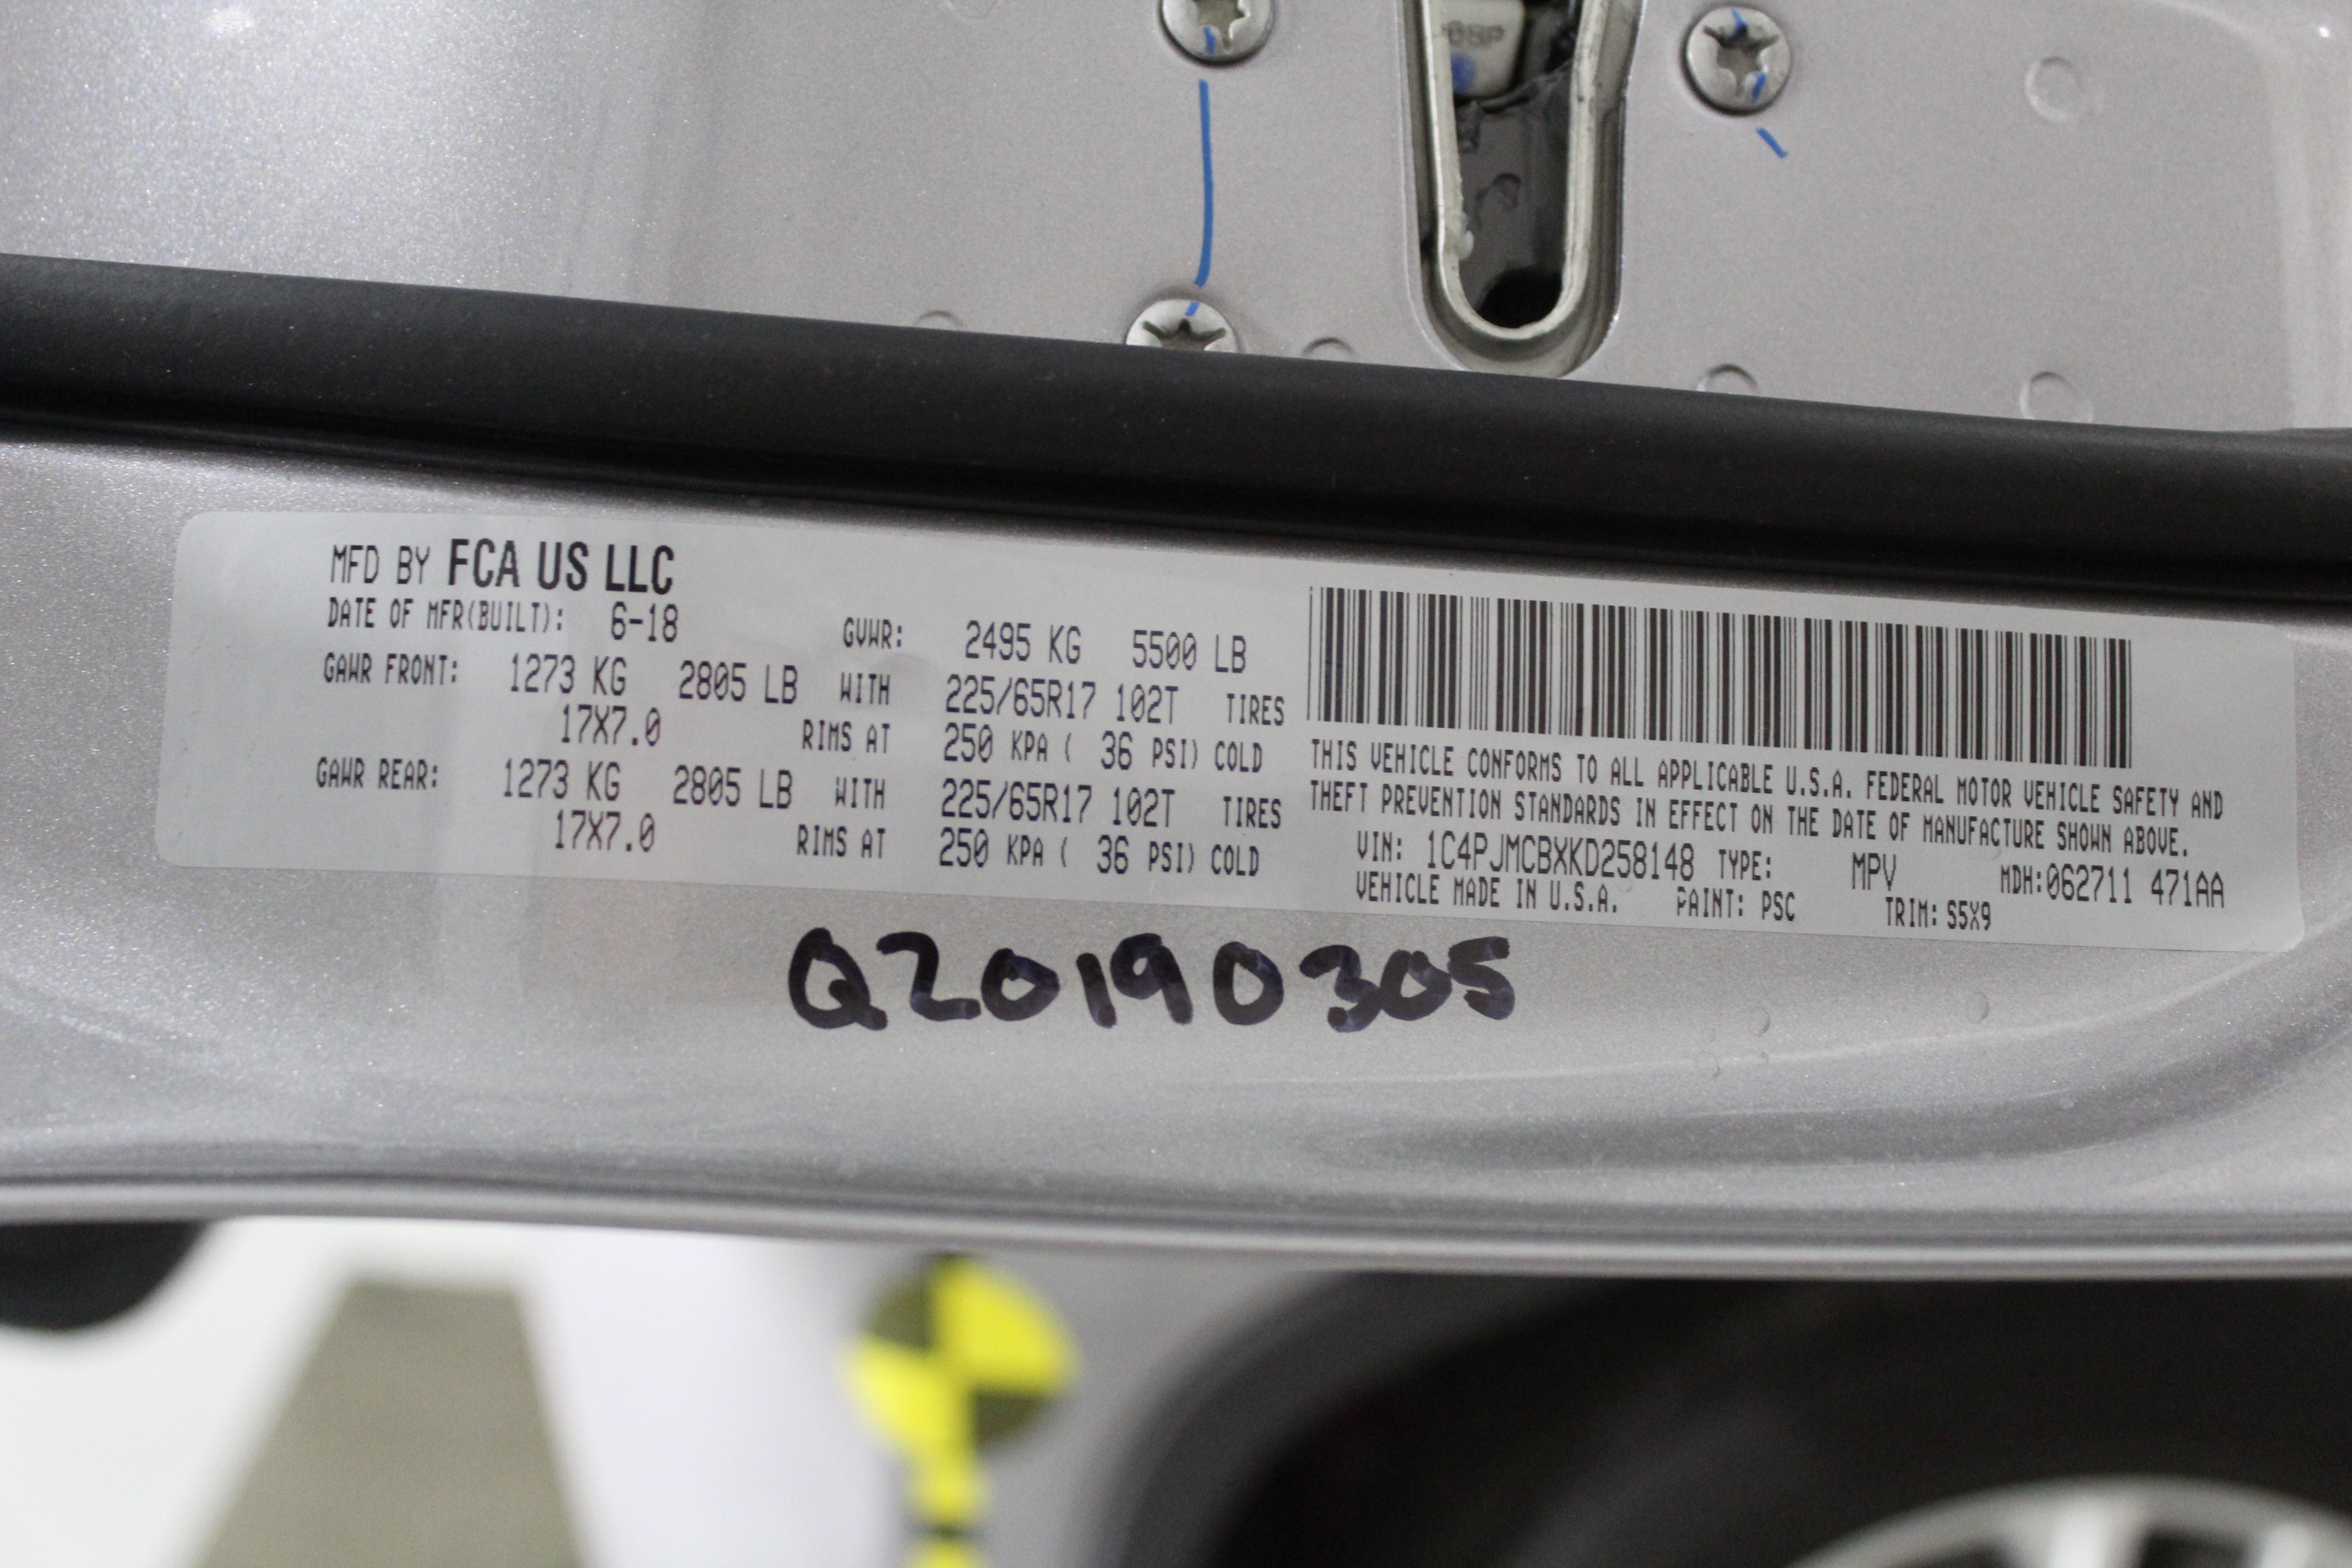 MFD BY FCA US LLC
DATE OF MFR(BUILT): 6-18 GVWR: 2495 KG 5500 LB
GAWR FRONT: 1273 KG 2805 LB WITH 225/65R17 102T TIRES
17X7.0 RIMS AT 250 KPA ( 36 PSI) COLD
GAWR REAR: 1273 KG 2805 LB WITH 225/65R17 102T TIRES
17X7.0 RIMS AT 250 KPA ( 36 PSI) COLD
THIS VEHICLE CONFORMS TO ALL APPLICABLE U.S.A. FEDERAL MOTOR VEHICLE SAFETY AND
THEFT PREVENTION STANDARDS IN EFFECT ON THE DATE OF MANUFACTURE SHOWN ABOVE.
VIN: 1C4PJMCBXKD258148 TYPE: MPV MDH:062711 471AA
VEHICLE MADE IN U.S.A. PAINT: PSC TRIM: S5X9
QZ0190305